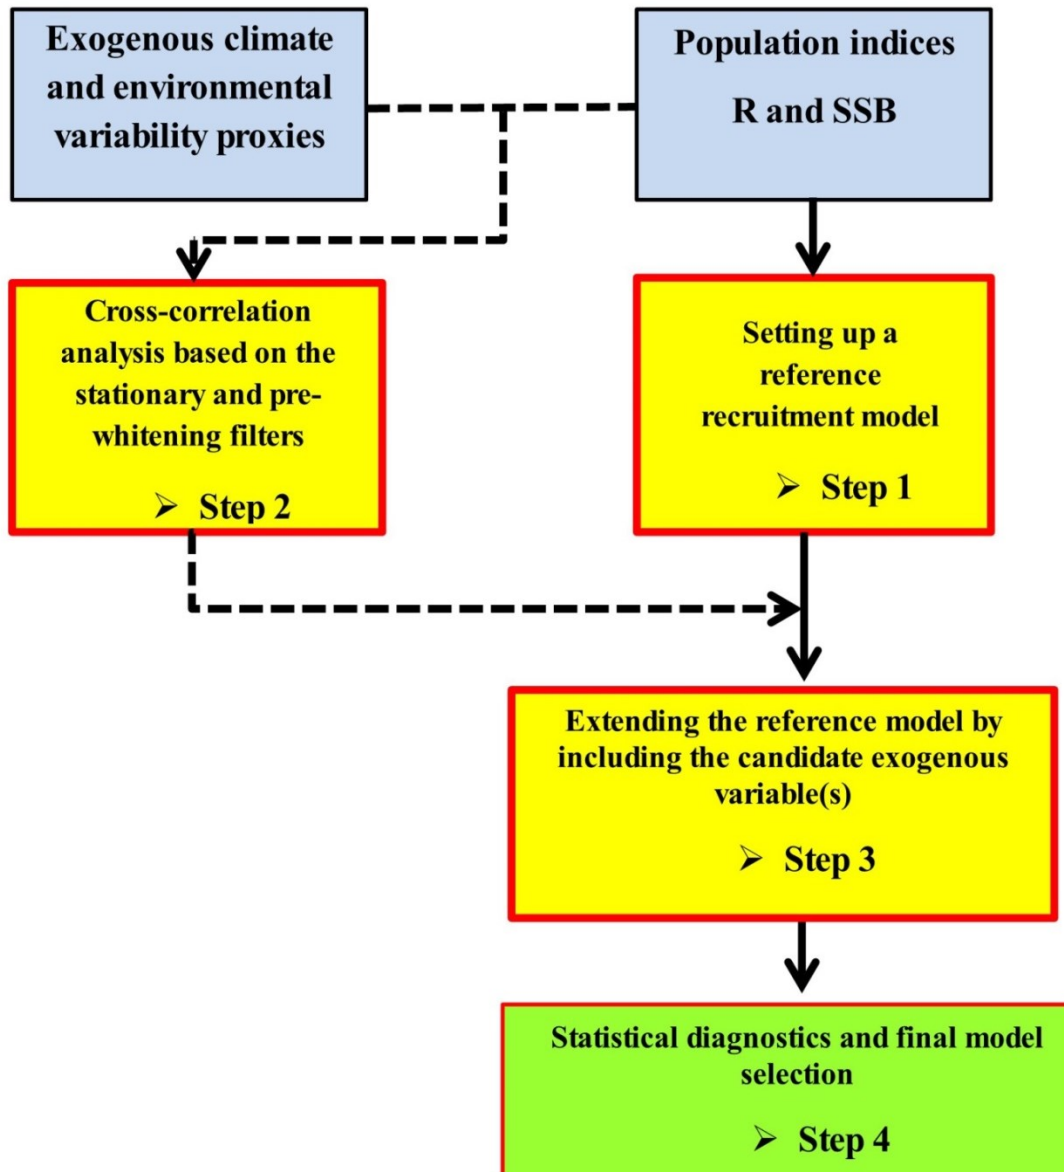 Exogenous climate
and environmental
variability proxies
Population indices
R and SSB
Cross-correlation
analysis based on the
stationary and pre-
whitening filters
➢ Step 2
Setting up a
reference
recruitment model
➢ Step 1
Extending the reference model by
including the candidate exogenous
variable(s)
➢ Step 3
Statistical diagnostics and final model
selection
➢ Step 4